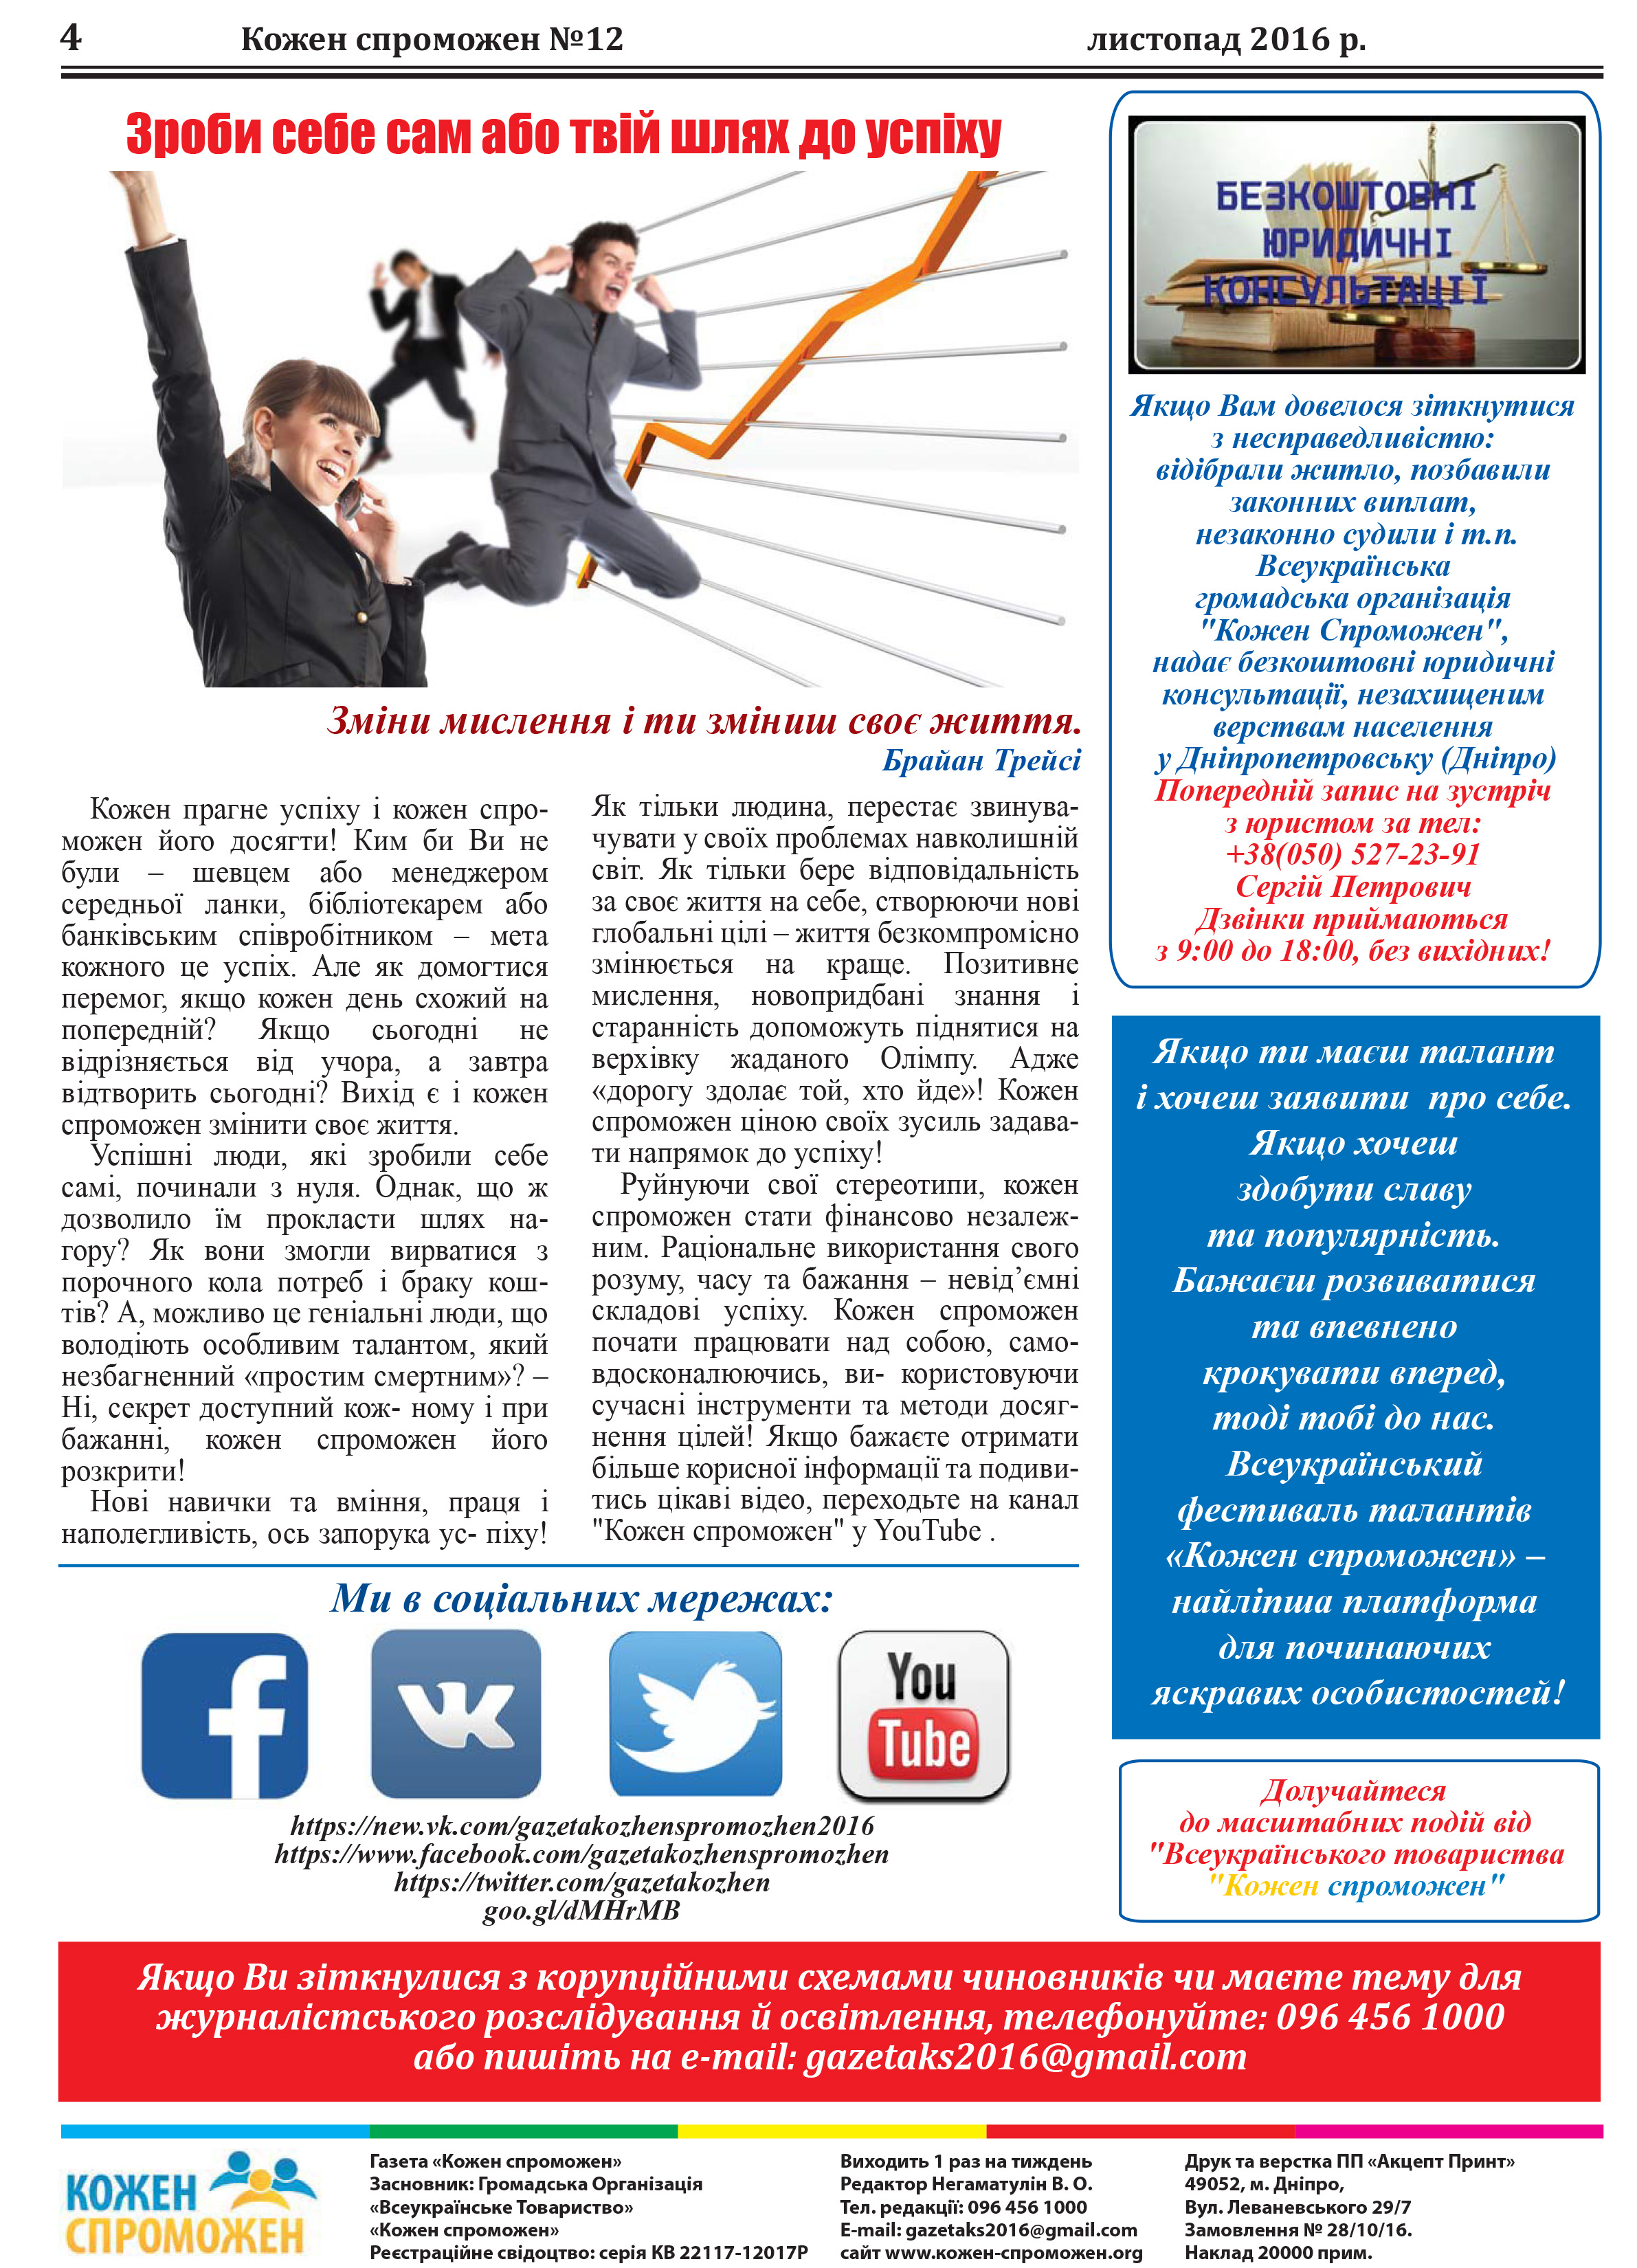 4 Кожен спроможен №12 листопад 2016 р.
Зроби себе сам або твій шлях до успіху
Зміни мислення і ти зміниш своє життя.
Брайан Трейсі
Кожен прагне успіху і кожен спро-
можен його досягти! Ким би Ви не
були – шевцем або менеджером
середньої ланки, бібліотекарем або
банківським співробітником – мета
кожного це успіх. Але як домогтися
перемог, якщо кожен день схожий на
попередній? Якщо сьогодні не
відрізняється від учора, а завтра
відтворить сьогодні? Вихід є і кожен
спроможен змінити своє життя.
Успішні люди, які зробили себе
самі, починали з нуля. Однак, що ж
дозволило їм прокласти шлях на-
гору? Як вони змогли вирватися з
порочного кола потреб і браку кош-
тів? А, можливо це геніальні люди, що
володіють особливим талантом, який
незбагненний «простим смертним»? –
Ні, секрет доступний кож- ному і при
бажанні, кожен спроможен його
розкрити!
Нові навички та вміння, праця і
наполегливість, ось запорука ус- піху!
Як тільки людина, перестає звинува-
чувати у своїх проблемах навколишній
світ. Як тільки бере відповідальність
за своє життя на себе, створюючи нові
глобальні цілі – життя безкомпромісно
змінюється на краще. Позитивне
мислення, новопридбані знання і
старанність допоможуть піднятися на
верхівку жаданого Олімпу. Адже
«дорогу здолає той, хто йде»! Кожен
спроможен ціною своїх зусиль задава-
ти напрямок до успіху!
Руйнуючи свої стереотипи, кожен
спроможен стати фінансово незалеж-
ним. Раціональне використання свого
розуму, часу та бажання – невід’ємні
складові успіху. Кожен спроможен
почати працювати над собою, само-
вдосконалюючись, ви- користовуючи
сучасні інструменти та методи досяг-
нення цілей! Якщо бажаєте отримати
більше корисної інформації та подиви-
тись цікаві відео, переходьте на канал
"Кожен спроможен" у YouTube .
Ми в соціальних мережах:
f
VK
You
Tube
https://new.vk.com/gazetakozhenspromozhen2016
https://www.facebook.com/gazetakozhenspromozhen
https://twitter.com/gazetakozhen
goo.gl/dMHrMB
БЕЗКОШТОВНІ
ЮРИДИЧНІ
КОНСУЛЬТАЦІЇ
Якщо Вам довелося зіткнутися
з несправедливістю:
відібрали житло, позбавили
законних виплат,
незаконно судили і т.п.
Всеукраїнська
громадська організація
"Кожен Спроможен",
надає безкоштовні юридичні
консультації, незахищеним
верствам населення
у Дніпропетровську (Дніпро)
Попередній запис на зустріч
з юристом за тел:
+38(050) 527-23-91
Сергій Петрович
Дзвінки приймаються
з 9:00 до 18:00, без вихідних!
Якщо ти маєш талант
і хочеш заявити про себе.
Якщо хочеш
здобути славу
та популярність.
Бажаєш розвиватися
та впевнено
крокувати вперед,
тоді тобі до нас.
Всеукраїнський
фестиваль талантів
«Кожен спроможен» –
найліпша платформа
для починаючих
яскравих особистостей!
Долучайтеся
до масштабних подій від
"Всеукраїнського товариства
"Кожен спроможен"
Якщо Ви зіткнулися з корупційними схемами чиновників чи маєте тему для
журналістського розслідування й освітлення, телефонуйте: 096 456 1000
або пишіть на e-mail: gazetaks2016@gmail.com
КОЖЕН
СПРОМОЖЕН
Газета «Кожен спроможен»
Засновник: Громадська Організація
«Всеукраїнське Товариство»
«Кожен спроможен»
Реєстраційне свідоцтво: серія КВ 22117-12017Р
Виходить 1 раз на тиждень
Редактор Негаматулін В. О.
Тел. редакції: 096 456 1000
E-mail: gazetaks2016@gmail.com
сайт www.кожен-спроможен.org
Друк та верстка ПП «Акцепт Принт»
49052, м. Дніпро,
Вул. Леваневського 29/7
Замовлення № 28/10/16.
Наклад 20000 прим.